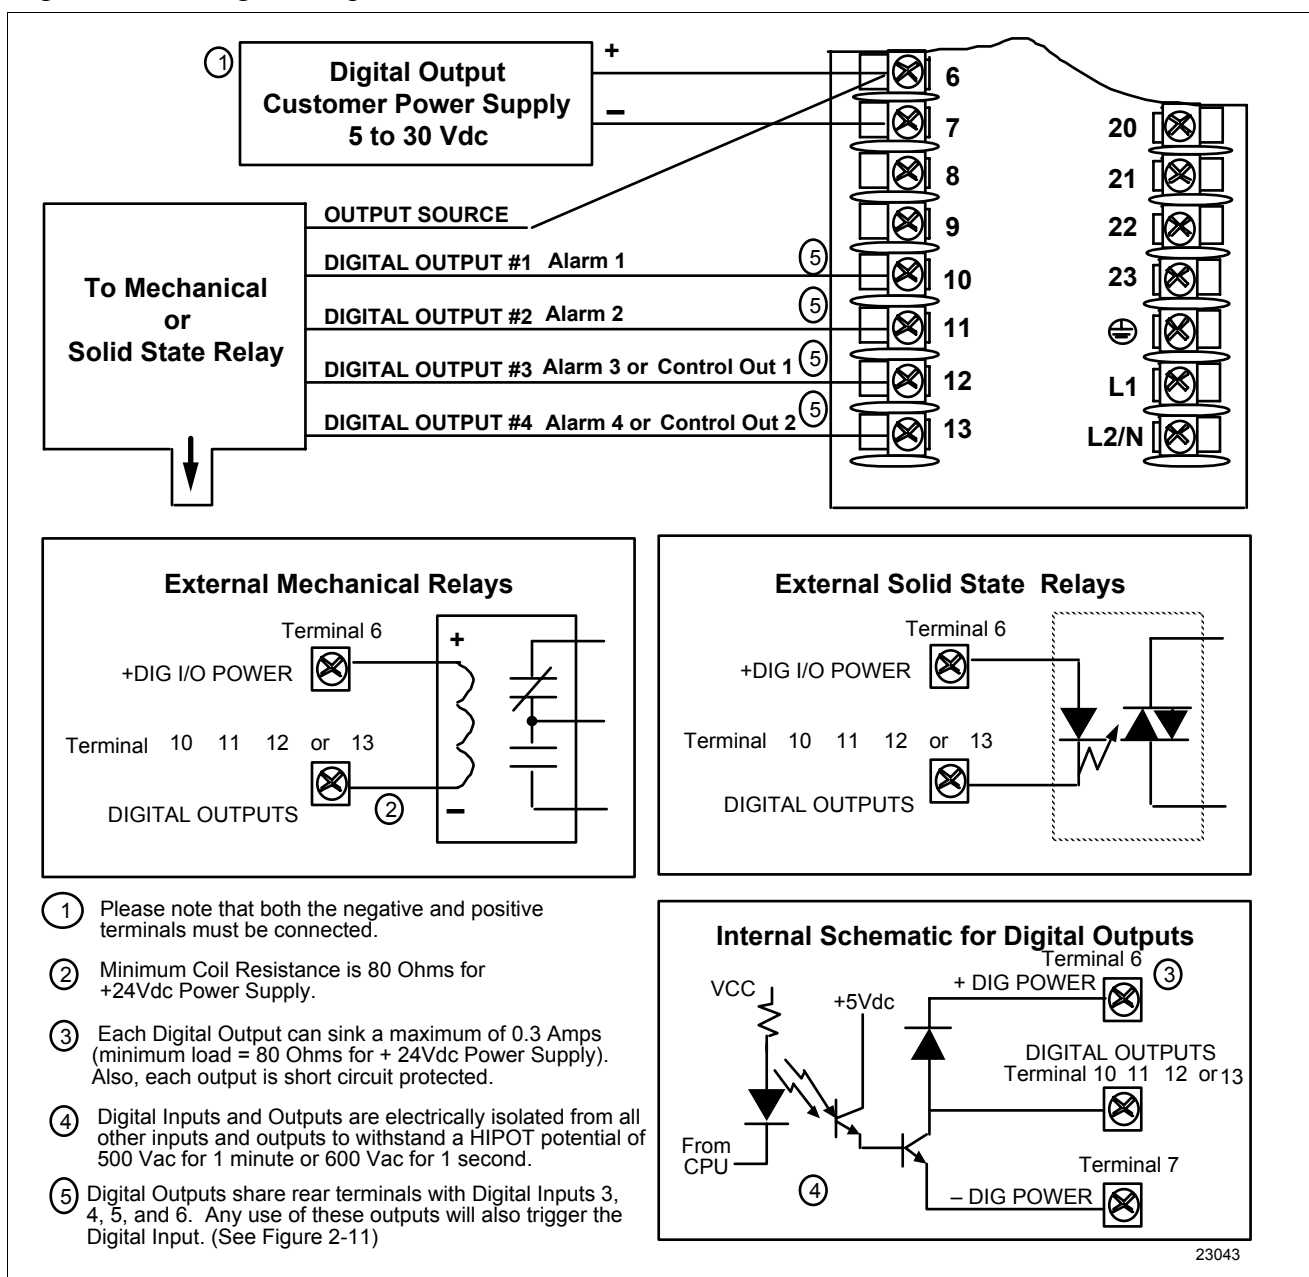 1
Digital Output
Customer Power Supply
5 to 30 Vdc
+
–
6
7
8
9
10
11
12
13
20
21
22
23
L1
L2/N
To Mechanical
or
Solid State Relay
OUTPUT SOURCE
DIGITAL OUTPUT #1 Alarm 1 5
DIGITAL OUTPUT #2 Alarm 2 5
DIGITAL OUTPUT #3 Alarm 3 or Control Out 1 5
DIGITAL OUTPUT #4 Alarm 4 or Control Out 2 5
External Mechanical Relays
Terminal 6
+DIG I/O POWER
+
Terminal 10 11 12 or 13
DIGITAL OUTPUTS
2
–
External Solid State Relays
Terminal 6
+DIG I/O POWER
Terminal 10 11 12 or 13
DIGITAL OUTPUTS
1 Please note that both the negative and positive
terminals must be connected.
2 Minimum Coil Resistance is 80 Ohms for
+24Vdc Power Supply.
3 Each Digital Output can sink a maximum of 0.3 Amps
(minimum load = 80 Ohms for + 24Vdc Power Supply).
Also, each output is short circuit protected.
4 Digital Inputs and Outputs are electrically isolated from all
other inputs and outputs to withstand a HIPOT potential of
500 Vac for 1 minute or 600 Vac for 1 second.
5 Digital Outputs share rear terminals with Digital Inputs 3,
4, 5, and 6. Any use of these outputs will also trigger the
Digital Input. (See Figure 2-11)
Internal Schematic for Digital Outputs
Terminal 6
+ DIG POWER
3
VCC
+5Vdc
DIGITAL OUTPUTS
Terminal 10 11 12 or 13
From
CPU
4
Terminal 7
– DIG POWER
23043